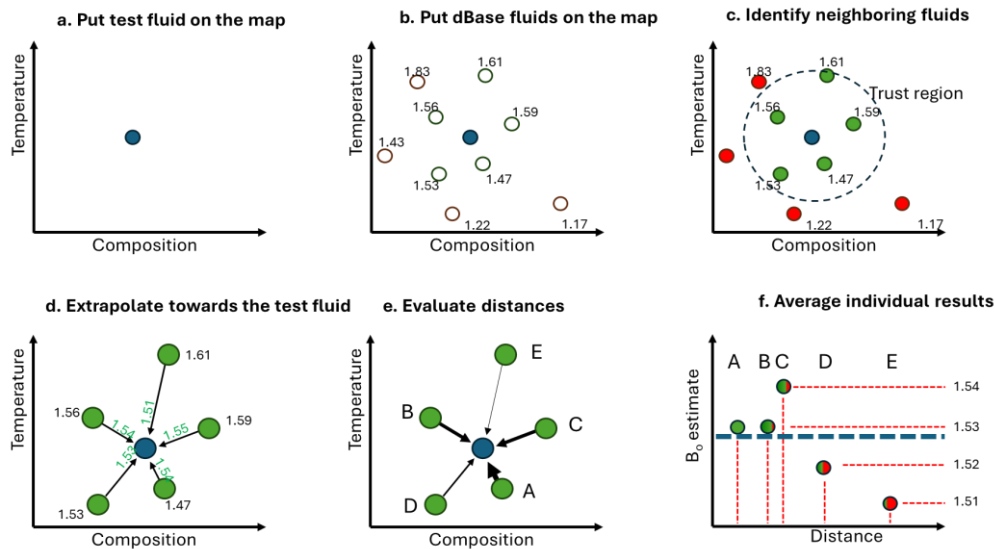 a. Put test fluid on the map
Temperature
Composition
b. Put dBase fluids on the map
Temperature
1.83
1.61
1.56
1.59
1.43
1.53
1.47
1.22
1.17
Composition
c. Identify neighboring fluids
Temperature
1.83
1.61
Trust region
1.56
1.59
1.47
1.53
1.22
1.17
Composition
d. Extrapolate towards the test fluid
Temperature
1.61
1.51
1.56
1.54
1.55
1.59
1.53
1.54
1.53
1.47
Composition
e. Evaluate distances
Temperature
E
B
C
D
A
Composition
f. Average individual results
B₀ estimate
A B C D E
1.54
1.53
1.52
1.51
Distance